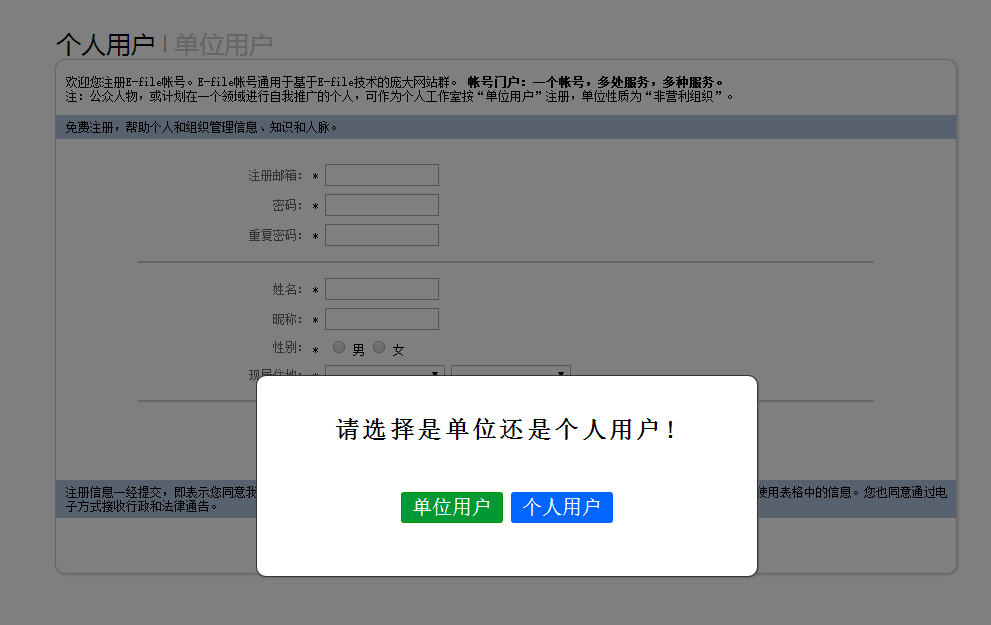 个人用户 | 单位用户
欢迎您注册E-file帐号。E-file帐号通用于基于E-file技术的庞大网站群。 帐号门户：一个帐号，多处服务，多种服务。
注：公众人物，或计划在一个领域进行自我推广的个人，可作为个人工作室按“单位用户”注册，单位性质为“非营利组织”。
免费注册，帮助个人和组织管理信息、知识和人脉。
注册邮箱： *
密码： *
重复密码： *
姓名： *
昵称： *
性别： * 男 女
现居住地： *
请选择是单位还是个人用户!
单位用户 个人用户
注册信息一经提交，即表示您同意我 使用表格中的信息。您也同意通过电
子方式接收行政和法律通告。